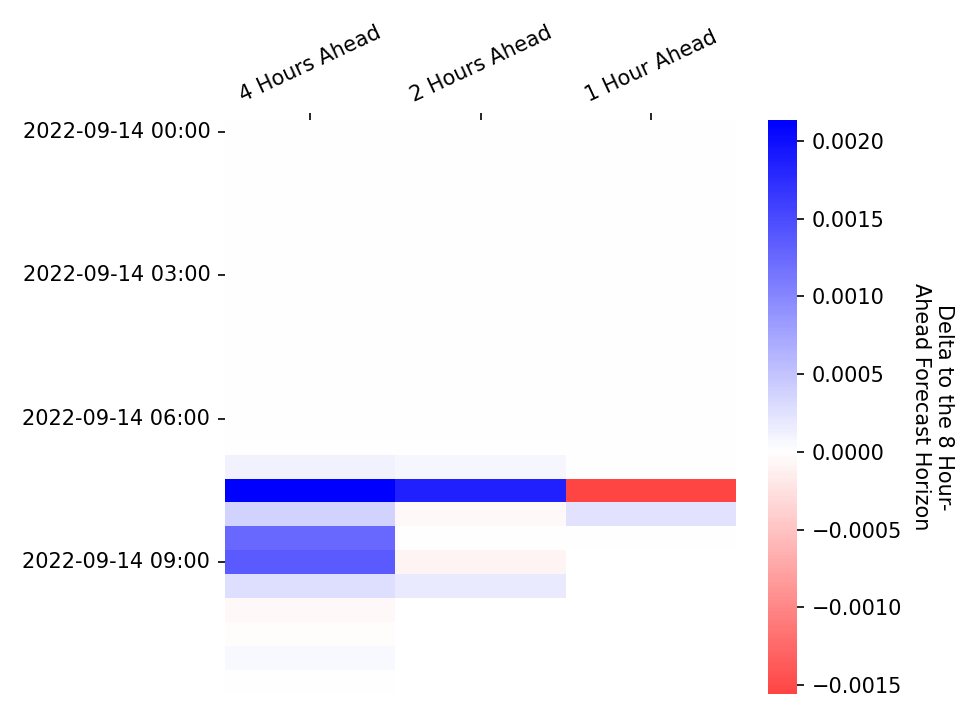 4 Hours Ahead
2 Hours Ahead
1 Hour Ahead
2022-09-14 00:00
2022-09-14 03:00
2022-09-14 06:00
2022-09-14 09:00
0.0020
0.0015
0.0010
0.0005
0.0000
−0.0005
−0.0010
−0.0015
Delta to the 8 Hour-
Ahead Forecast Horizon